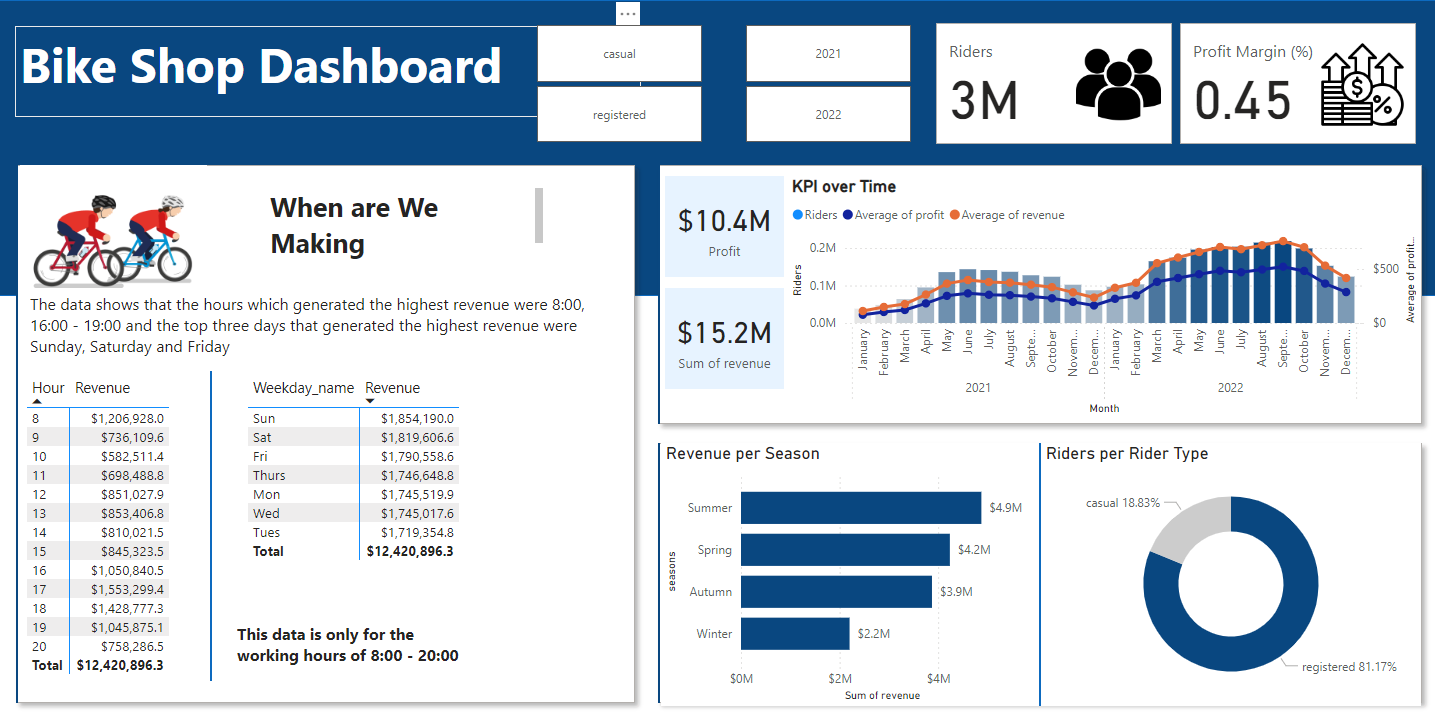 Bike Shop Dashboard
casual
registered
2021
2022
Riders
3M
Profit Margin (%)
0.45
When are We
Making
The data shows that the hours which generated the highest revenue were 8:00,
16:00 - 19:00 and the top three days that generated the highest revenue were
Sunday, Saturday and Friday
Hour Revenue
8 $1,206,928.0
9 $736,109.6
10 $582,511.4
11 $698,488.8
12 $851,027.9
13 $853,406.8
14 $810,021.5
15 $845,323.5
16 $1,050,840.5
17 $1,553,299.4
18 $1,428,777.3
19 $1,045,875.1
20 $758,286.5
Total $12,420,896.3
Weekday_name Revenue
Sun $1,854,190.0
Sat $1,819,606.6
Fri $1,790,558.6
Thurs $1,746,648.8
Mon $1,745,519.9
Wed $1,745,017.6
Tues $1,719,354.8
Total $12,420,896.3
This data is only for the
working hours of 8:00 - 20:00
$10.4M
Profit
$15.2M
Sum of revenue
KPI over Time
Riders Average of profit Average of revenue
Riders
0.2M
0.1M
0.0M
$500
$0
Average of profit...
January February March April May June July August Septe... October Novem... Decem... January February March April May June July August Septe... October Novem... Decem...
2021 2022
Month
Revenue per Season
seasons
Summer $4.9M
Spring $4.2M
Autumn $3.9M
Winter $2.2M
$0M $2M $4M
Sum of revenue
Riders per Rider Type
casual 18.83%
registered 81.17%
$
%